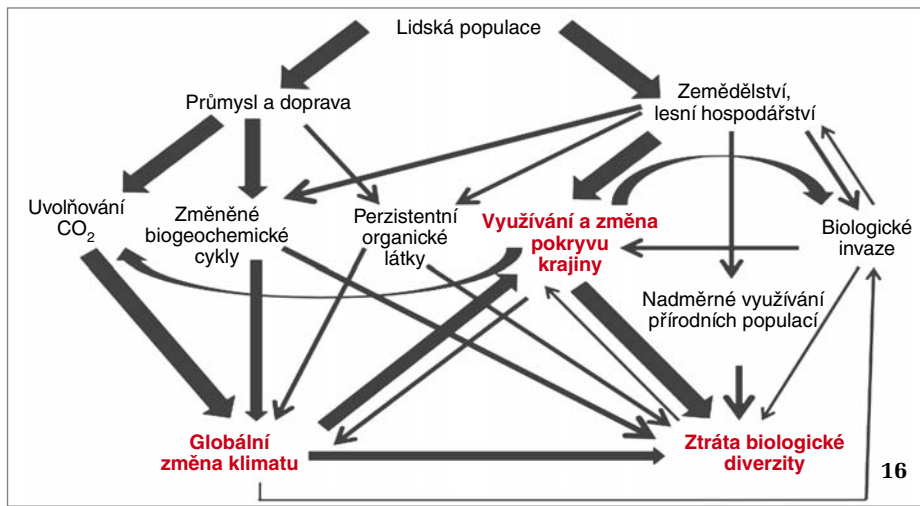 Lidská populace
Průmysl a doprava
Zemědělství,
lesní hospodářství
Uvolňování
CO₂
Změněné
biogeochemické
cykly
Perzistentní
organické
látky
Využívání a změna
pokryvu
krajiny
Biologické
invaze
Nadměrné využívání
přírodních populací
Globální
změna klimatu
Ztráta biologické
diverzity
16